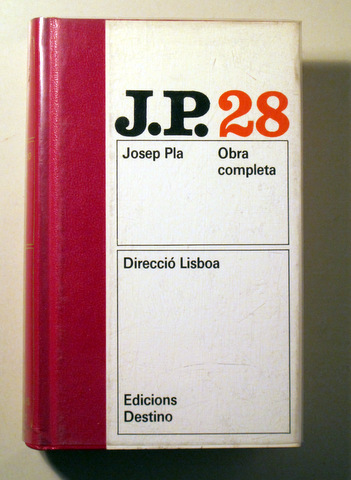 J.P. 28
Josep Pla
Obra
completa
Direcció Lisboa
Edicions
Destino